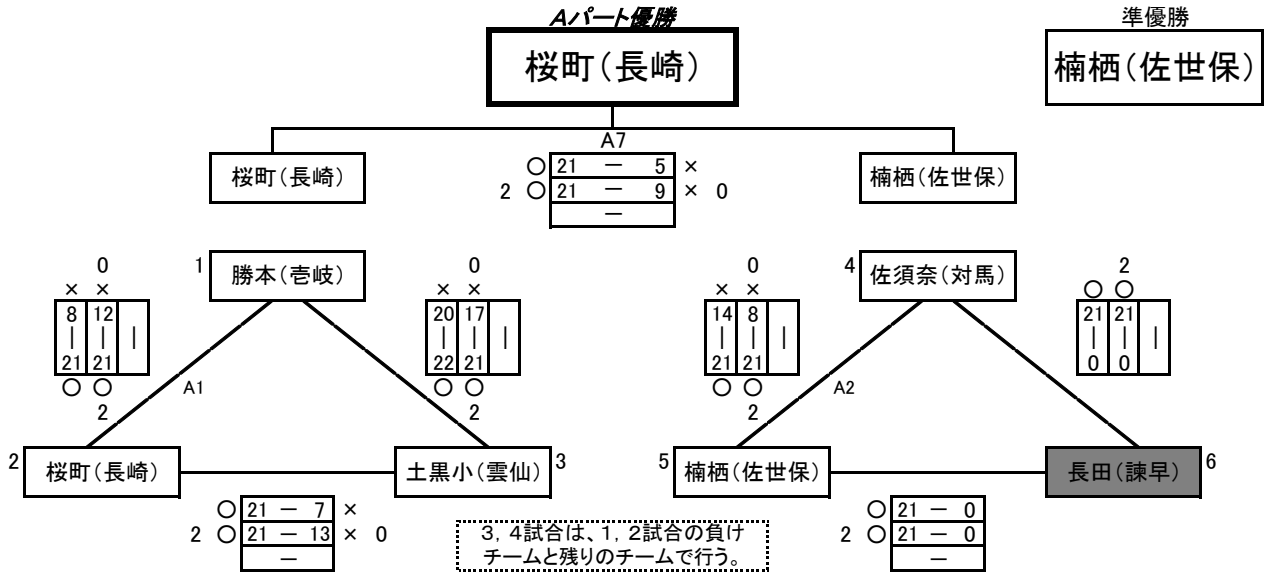 Aパート優勝
準優勝
桜町(長崎)
楠栖(佐世保)
A7
桜町(長崎)
○ 21 － 5 ×
2 ○ 21 － 9 × 0
－
楠栖(佐世保)
0
× ×
8 12
| | |
21 21
○ ○
2
1 勝本(壱岐)
0
× ×
20 17
| | |
22 21
○ ○
2
0
× ×
14 8
| | |
21 21
○ ○
2
4 佐須奈(対馬)
2
○ ○
21 21
| | |
0 0
A1
A2
2 桜町(長崎)
土黒小(雲仙) 3
5 楠栖(佐世保)
長田(諫早) 6
○ 21 － 7 ×
2 ○ 21 － 13 × 0
－
3，4試合は、1，2試合の負け
チームと残りのチームで行う。
○ 21 － 0
2 ○ 21 － 0
－